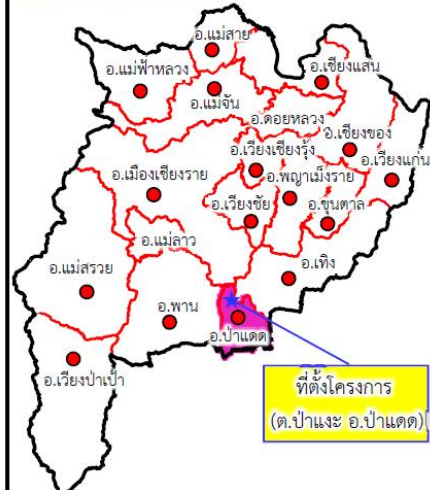 อ.แม่สาย
อ.แม่ฟ้าหลวง
อ.เชียงแสน
อ.แม่จัน
อ.ดอยหลวง
อ.เชียงของ
อ.เวียงเชียงรุ้ง
อ.เวียงแก่น
อ.พญาเม็งราย
อ.เมืองเชียงราย
อ.เวียงชัย
อ.ขุนตาล
อ.แม่ลาว
อ.เทิง
อ.แม่สรวย
อ.พาน
อ.ป่าแดด
อ.เวียงป่าเป้า
ที่ตั้งโครงการ
(ต.ป่าแงะ อ.ป่าแดด)